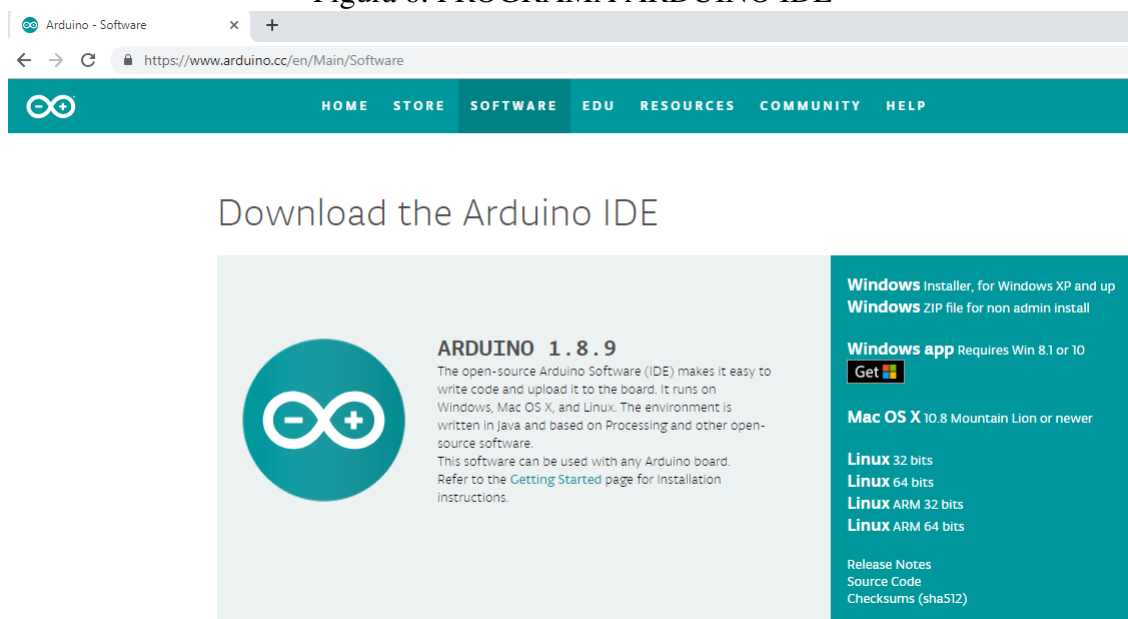 Figura 6. PROGRAMA ARDUINO IDE
Arduino - Software
https://www.arduino.cc/en/Main/Software
HOME STORE SOFTWARE EDU RESOURCES COMMUNITY HELP
Download the Arduino IDE
ARDUINO 1.8.9
The open-source Arduino Software (IDE) makes it easy to
write code and upload it to the board. It runs on
Windows, Mac OS X, and Linux. The environment is
written in Java and based on Processing and other open-
source software.
This software can be used with any Arduino board.
Refer to the Getting Started page for Installation
instructions.
Windows Installer, for Windows XP and up
Windows ZIP file for non admin install
Windows app Requires Win 8.1 or 10
Get
Mac OS X 10.8 Mountain Lion or newer
Linux 32 bits
Linux 64 bits
Linux ARM 32 bits
Linux ARM 64 bits
Release Notes
Source Code
Checksums (sha512)